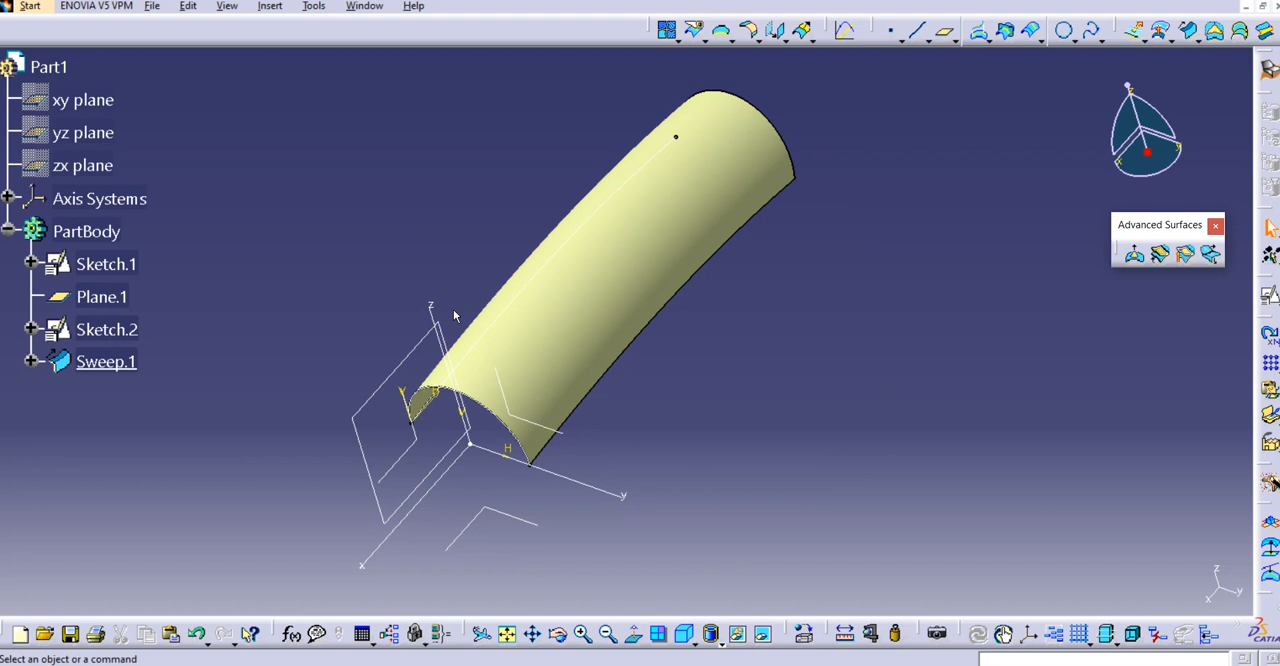 Start ENOVIA V5 VPM File Edit View Insert Tools Window Help
Part1
xy plane
yz plane
zx plane
Axis Systems
PartBody
Sketch.1
Plane.1
Sketch.2
Sweep.1
Advanced Surfaces
z
V
V
H
y
x
z
y
x
f(x)
CATIA
Select an object or a command